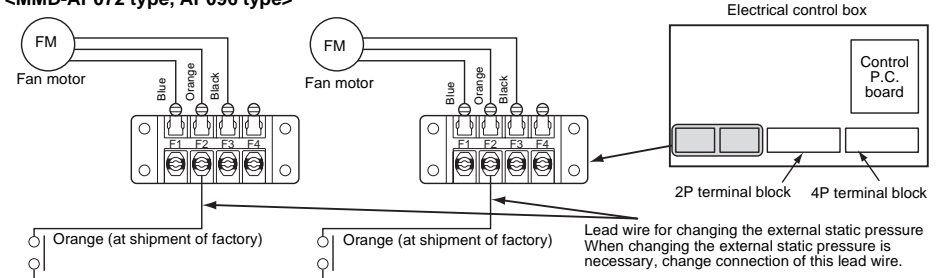 <MMD-AP072 type, AP096 type>
Electrical control box
FM
Fan motor
Blue
Orange
Black
F1 F2 F3 F4
Orange (at shipment of factory)
FM
Fan motor
Blue
Orange
Black
F1 F2 F3 F4
Orange (at shipment of factory)
Control
P.C.
board
2P terminal block
4P terminal block
Lead wire for changing the external static pressure
When changing the external static pressure is
necessary, change connection of this lead wire.